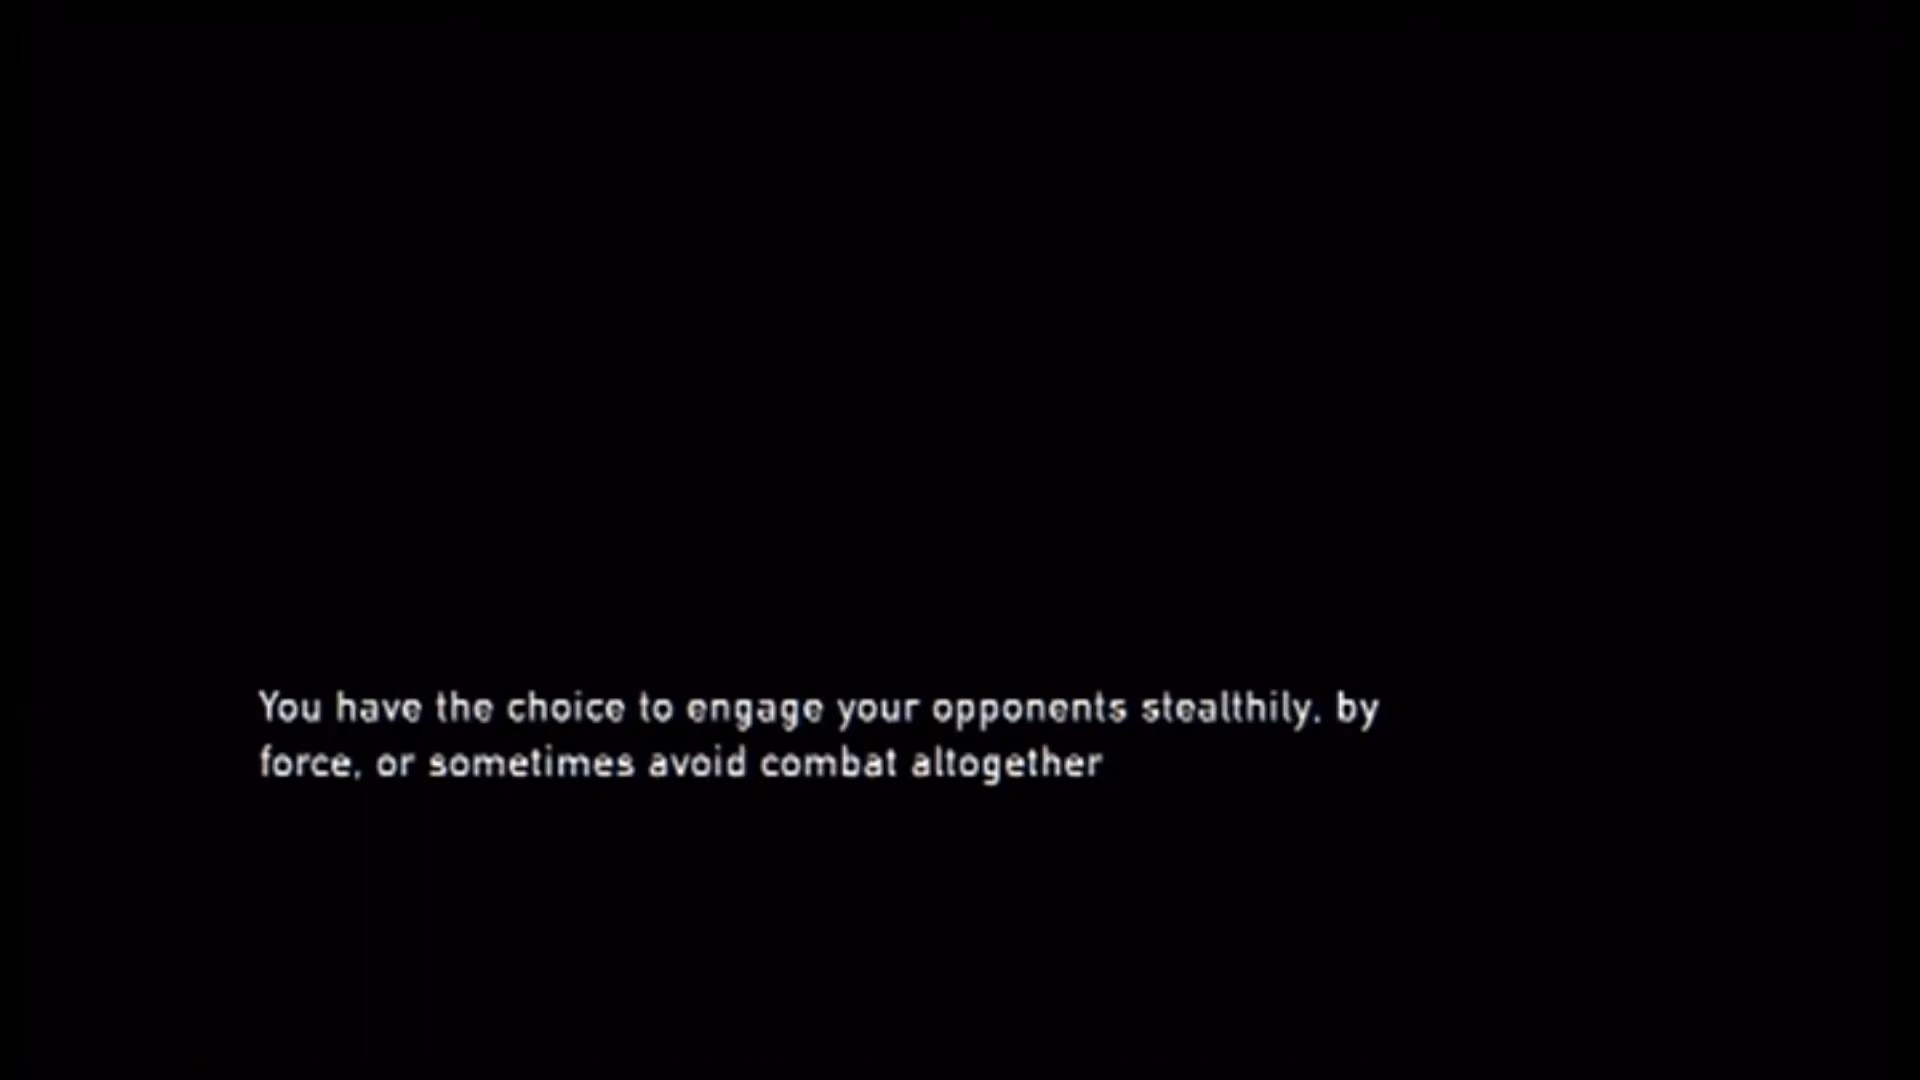 You have the choice to engage your opponents stealthily, by
force, or sometimes avoid combat altogether